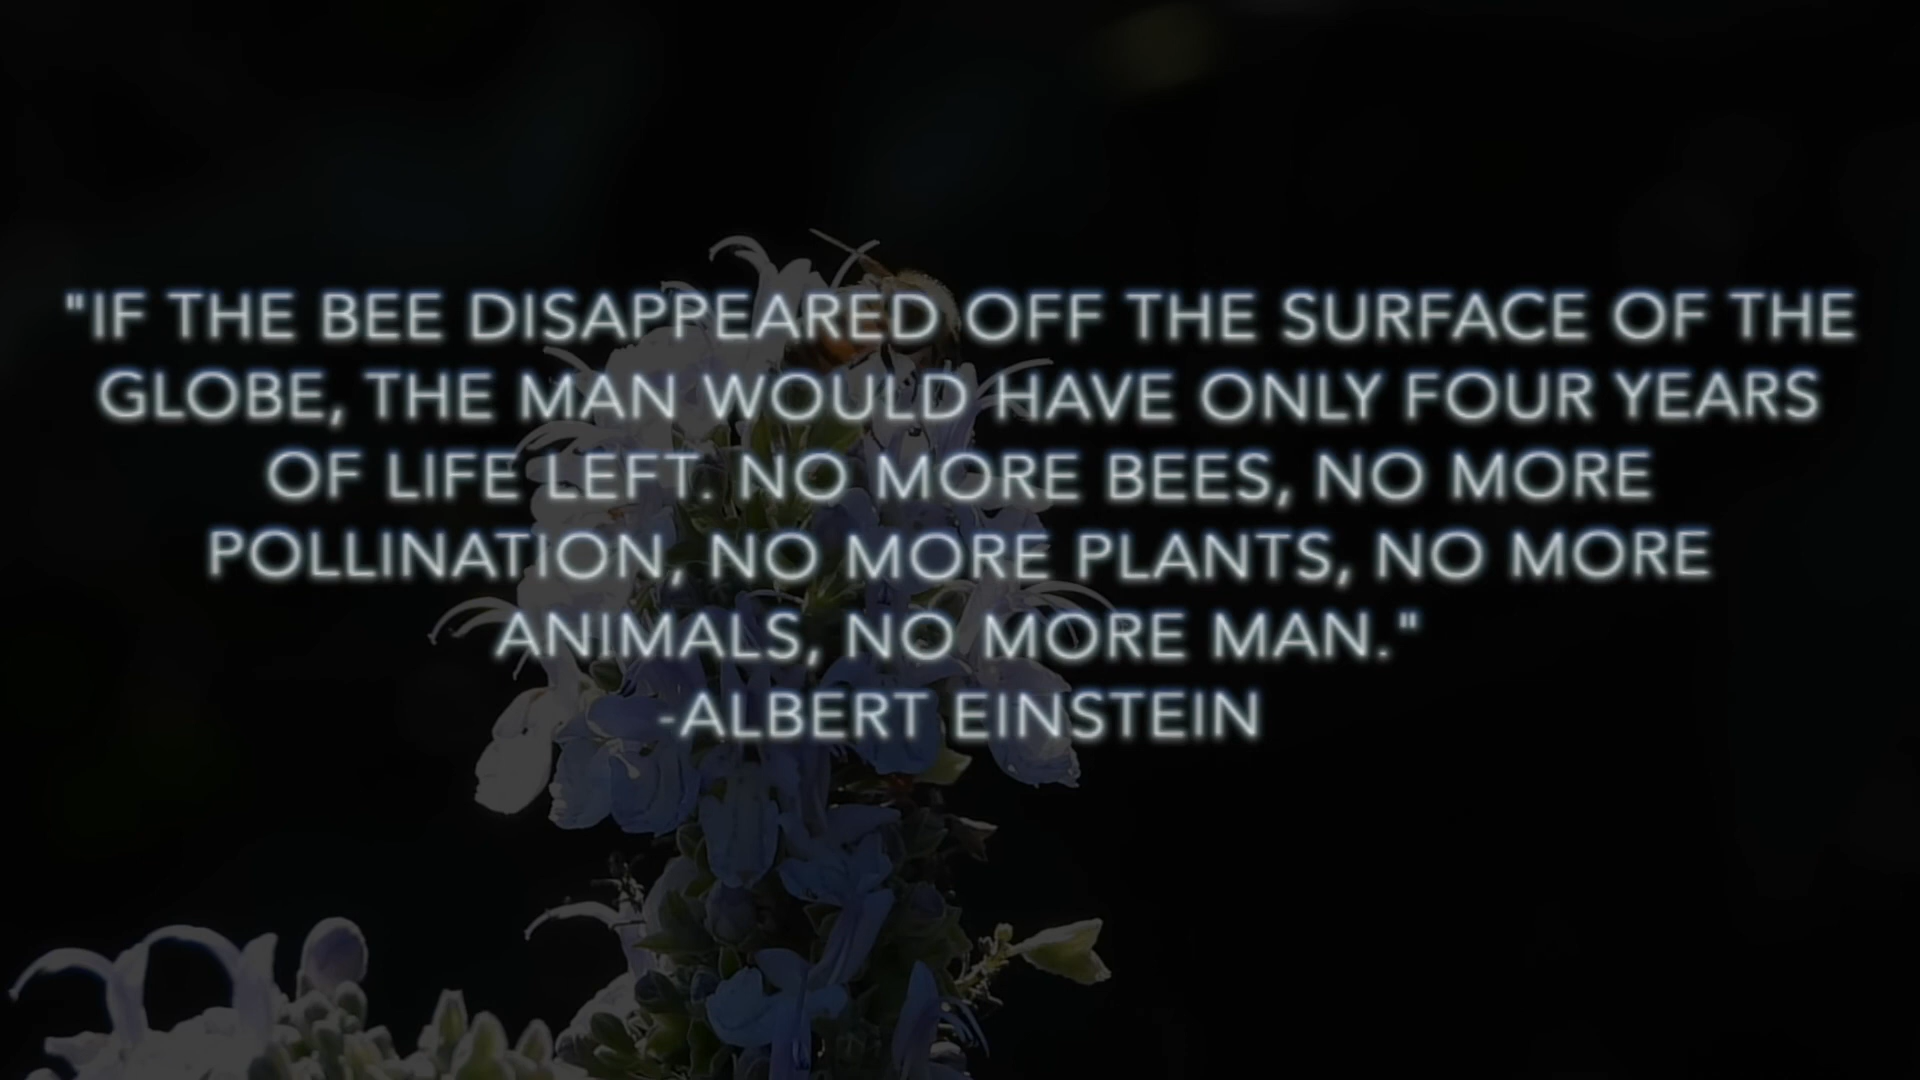 "IF THE BEE DISAPPEARED OFF THE SURFACE OF THE
GLOBE, THE MAN WOULD HAVE ONLY FOUR YEARS
OF LIFE LEFT. NO MORE BEES, NO MORE
POLLINATION, NO MORE PLANTS, NO MORE
ANIMALS, NO MORE MAN."
-ALBERT EINSTEIN